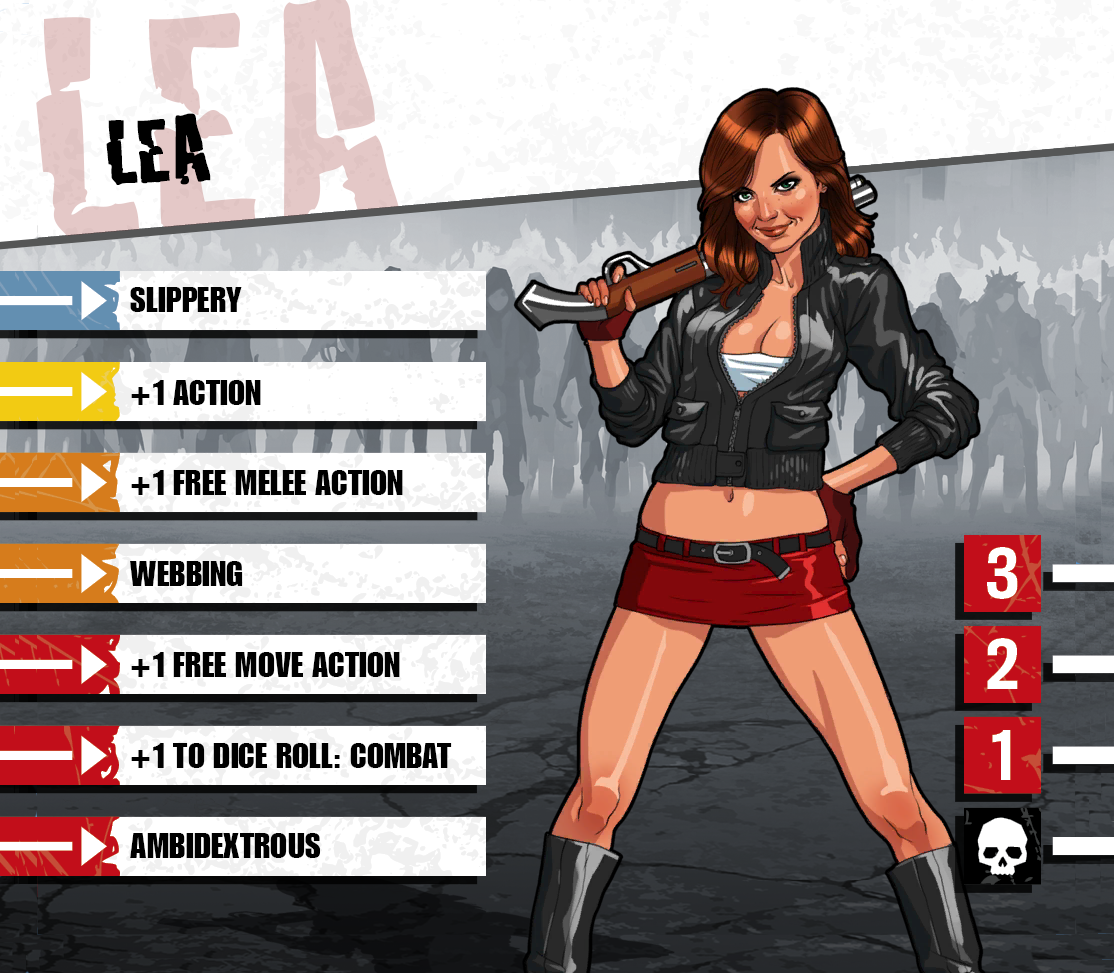 LEA
LEA
SLIPPERY
+1 ACTION
+1 FREE MELEE ACTION
WEBBING
+1 FREE MOVE ACTION
+1 TO DICE ROLL: COMBAT
AMBIDEXTROUS
3
2
1